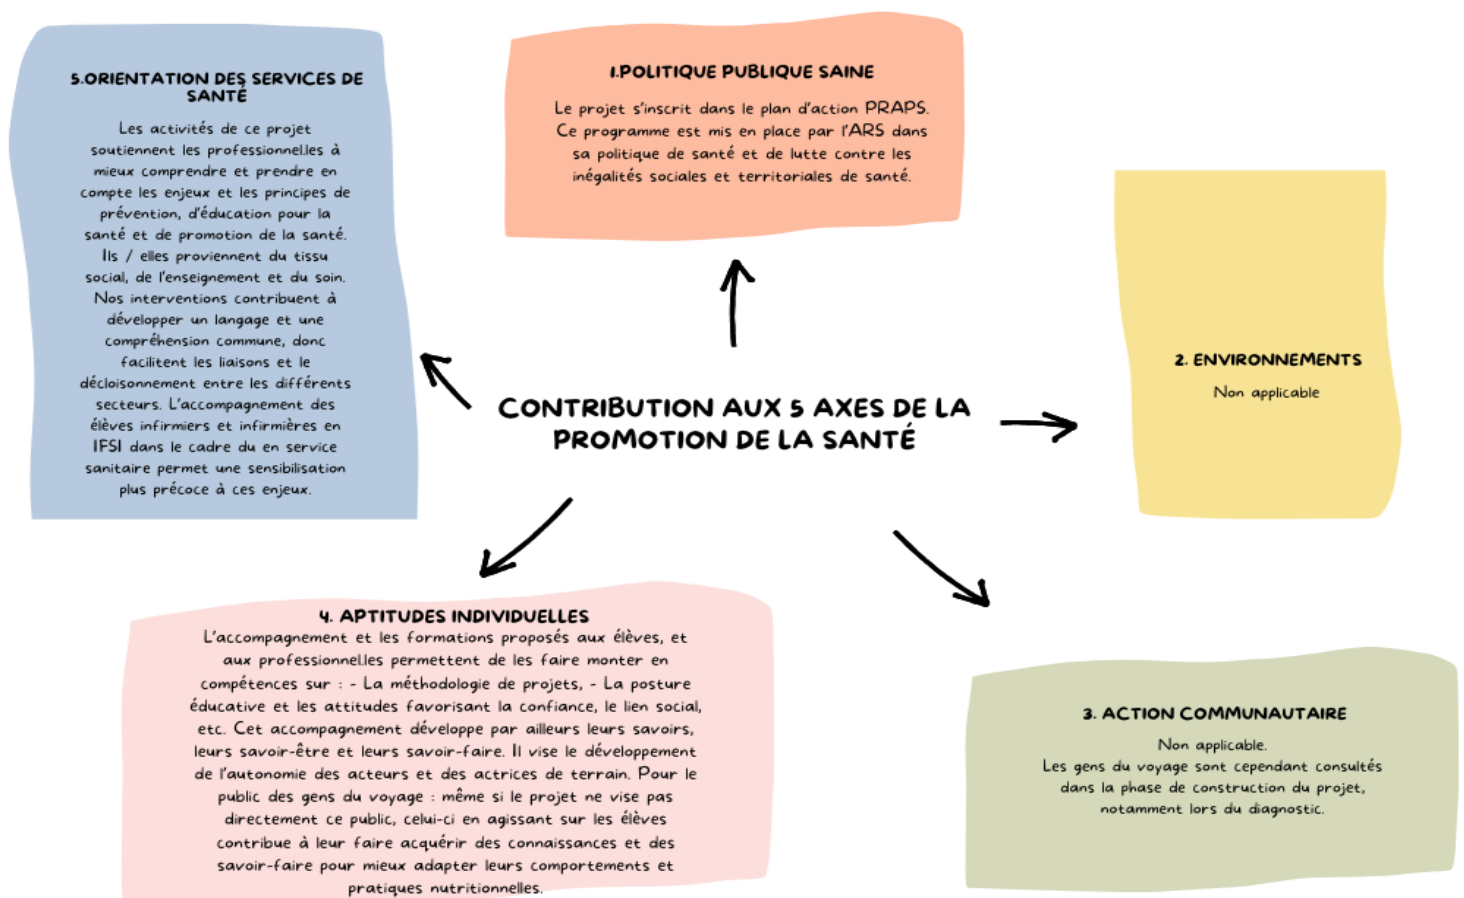 CONTRIBUTION AUX 5 AXES DE LA
PROMOTION DE LA SANTÉ
1.POLITIQUE PUBLIQUE SAINE
Le projet s'inscrit dans le plan d'action PRAPS.
Ce programme est mis en place par l'ARS dans
sa politique de santé et de lutte contre les
inégalités sociales et territoriales de santé.
2. ENVIRONNEMENTS
Non applicable
3. ACTION COMMUNAUTAIRE
Non applicable.
Les gens du voyage sont cependant consultés
dans la phase de construction du projet,
notamment lors du diagnostic.
4. APTITUDES INDIVIDUELLES
L'accompagnement et les formations proposés aux élèves, et
aux professionnel.les permettent de les faire monter en
compétences sur : - La méthodologie de projets, - La posture
éducative et les attitudes favorisant la confiance, le lien social,
etc. Cet accompagnement développe par ailleurs leurs savoirs,
leurs savoir-être et leurs savoir-faire. Il vise le développement
de l'autonomie des acteurs et des actrices de terrain. Pour le
public des gens du voyage : même si le projet ne vise pas
directement ce public, celui-ci en agissant sur les élèves
contribue à leur faire acquérir des connaissances et des
savoir-faire pour mieux adapter leurs comportements et
pratiques nutritionnelles.
5.ORIENTATION DES SERVICES DE
SANTÉ
Les activités de ce projet
soutiennent les professionnel.les à
mieux comprendre et prendre en
compte les enjeux et les principes de
prévention, d'éducation pour la
santé et de promotion de la santé.
Ils / elles proviennent du tissu
social, de l'enseignement et du soin.
Nos interventions contribuent à
développer un langage et une
compréhension commune, donc
facilitent les liaisons et le
décloisonnement entre les différents
secteurs. L'accompagnement des
élèves infirmiers et infirmières en
IFSI dans le cadre du en service
sanitaire permet une sensibilisation
plus précoce à ces enjeux.